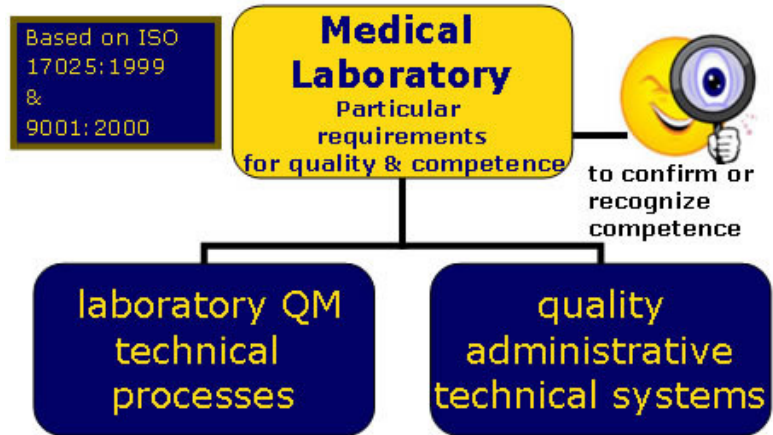 Based on ISO
17025:1999
&
9001:2000
Medical
Laboratory
Particular
requirements
for quality & competence
to confirm or
recognize
competence
laboratory QM
technical
processes
quality
administrative
technical systems